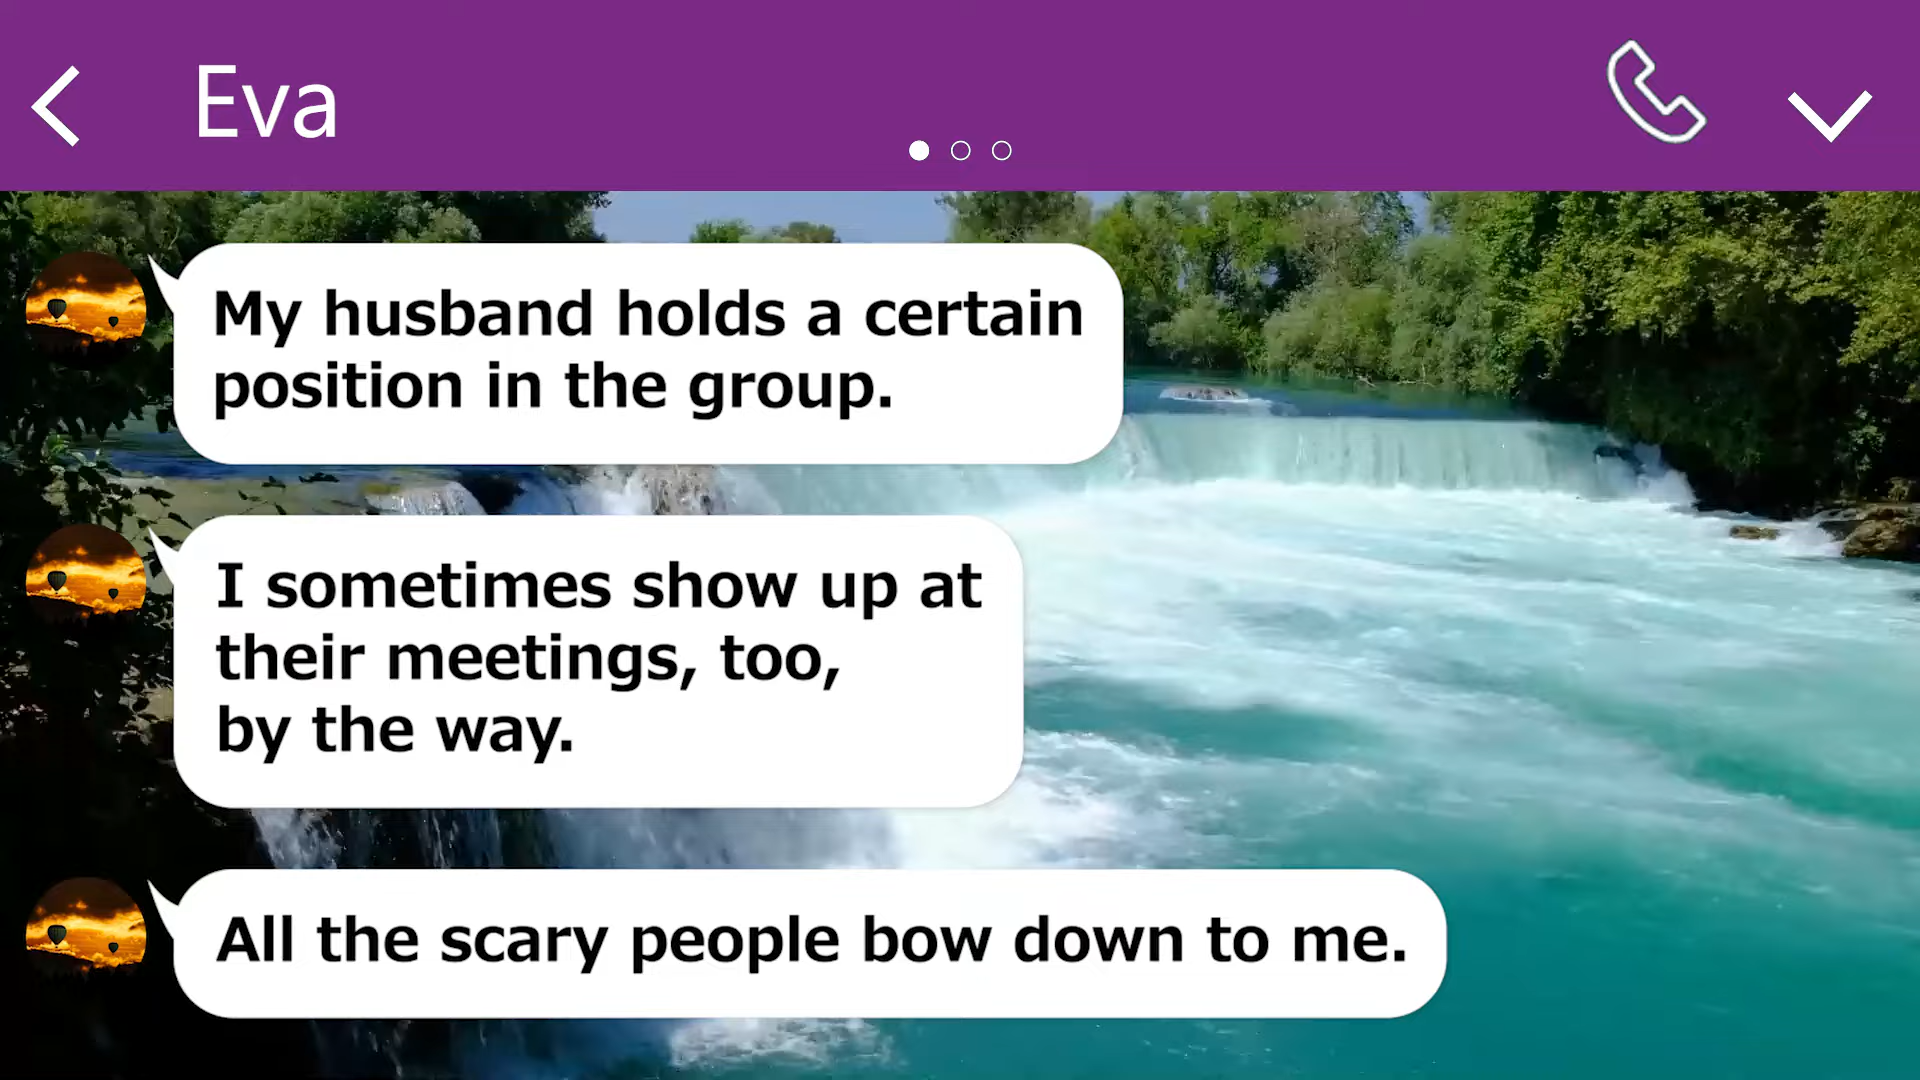 Eva
My husband holds a certain
position in the group.
I sometimes show up at
their meetings, too,
by the way.
All the scary people bow down to me.